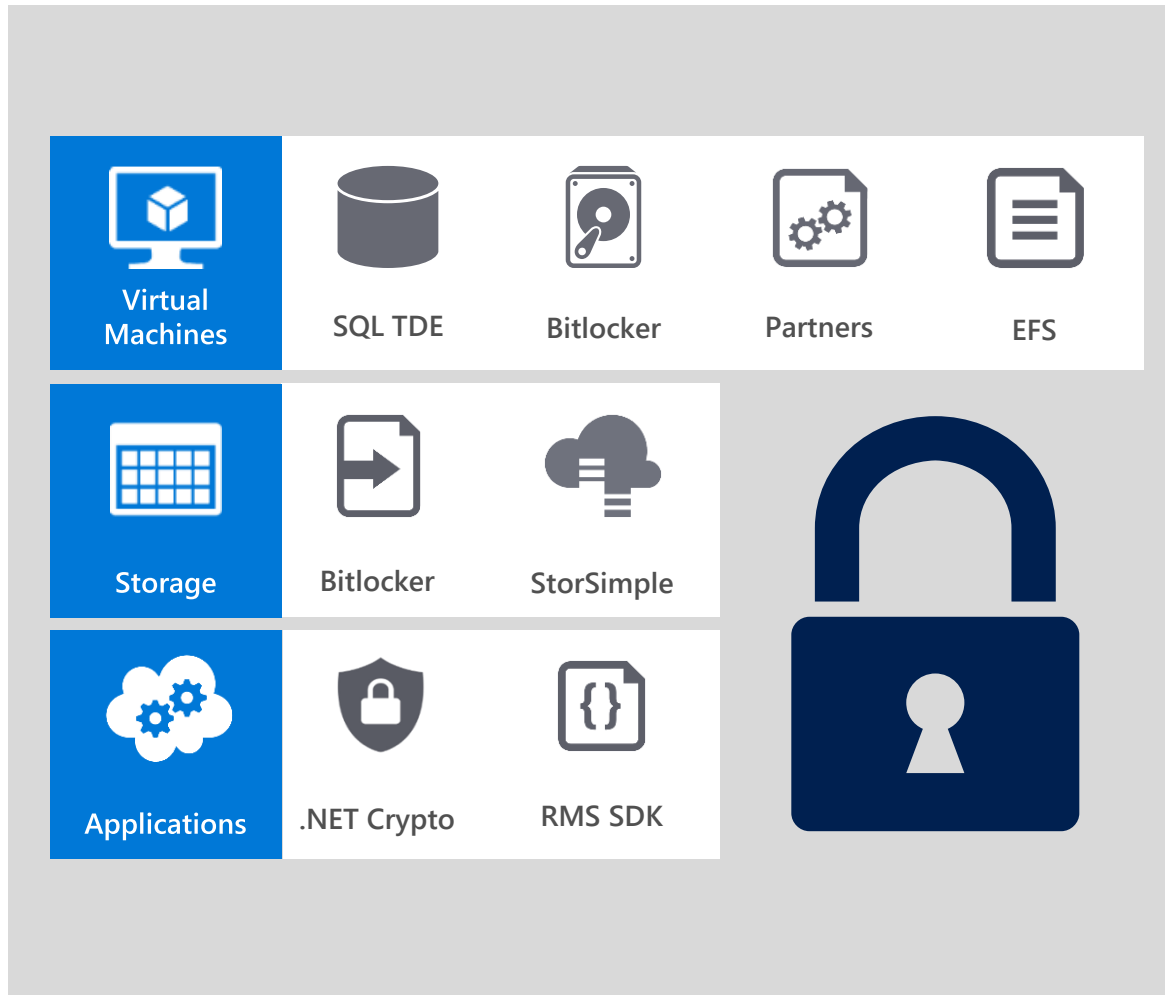 Virtual
Machines
SQL TDE
Bitlocker
Partners
EFS
Storage
Bitlocker
StorSimple
Applications
.NET Crypto
RMS SDK